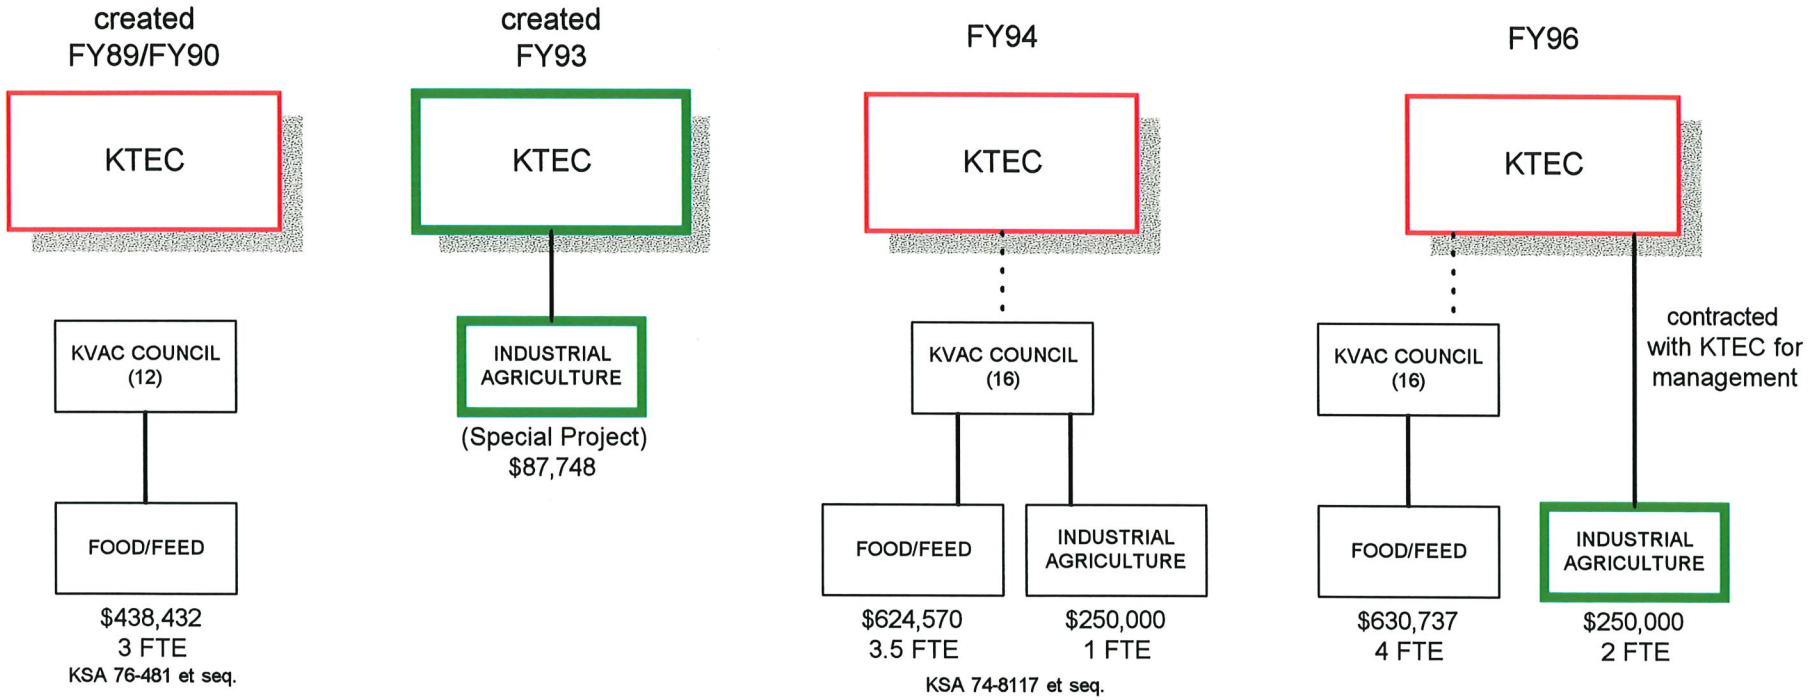 created
FY89/FY90
KTEC
KVAC COUNCIL
(12)
FOOD/FEED
$438,432
3 FTE
KSA 76-481 et seq.
created
FY93
KTEC
INDUSTRIAL
AGRICULTURE
(Special Project)
$87,748
FY94
KTEC
KVAC COUNCIL
(16)
FOOD/FEED
$624,570
3.5 FTE
INDUSTRIAL
AGRICULTURE
$250,000
1 FTE
KSA 74-8117 et seq.
FY96
KTEC
contracted
with KTEC for
management
KVAC COUNCIL
(16)
FOOD/FEED
$630,737
4 FTE
INDUSTRIAL
AGRICULTURE
$250,000
2 FTE